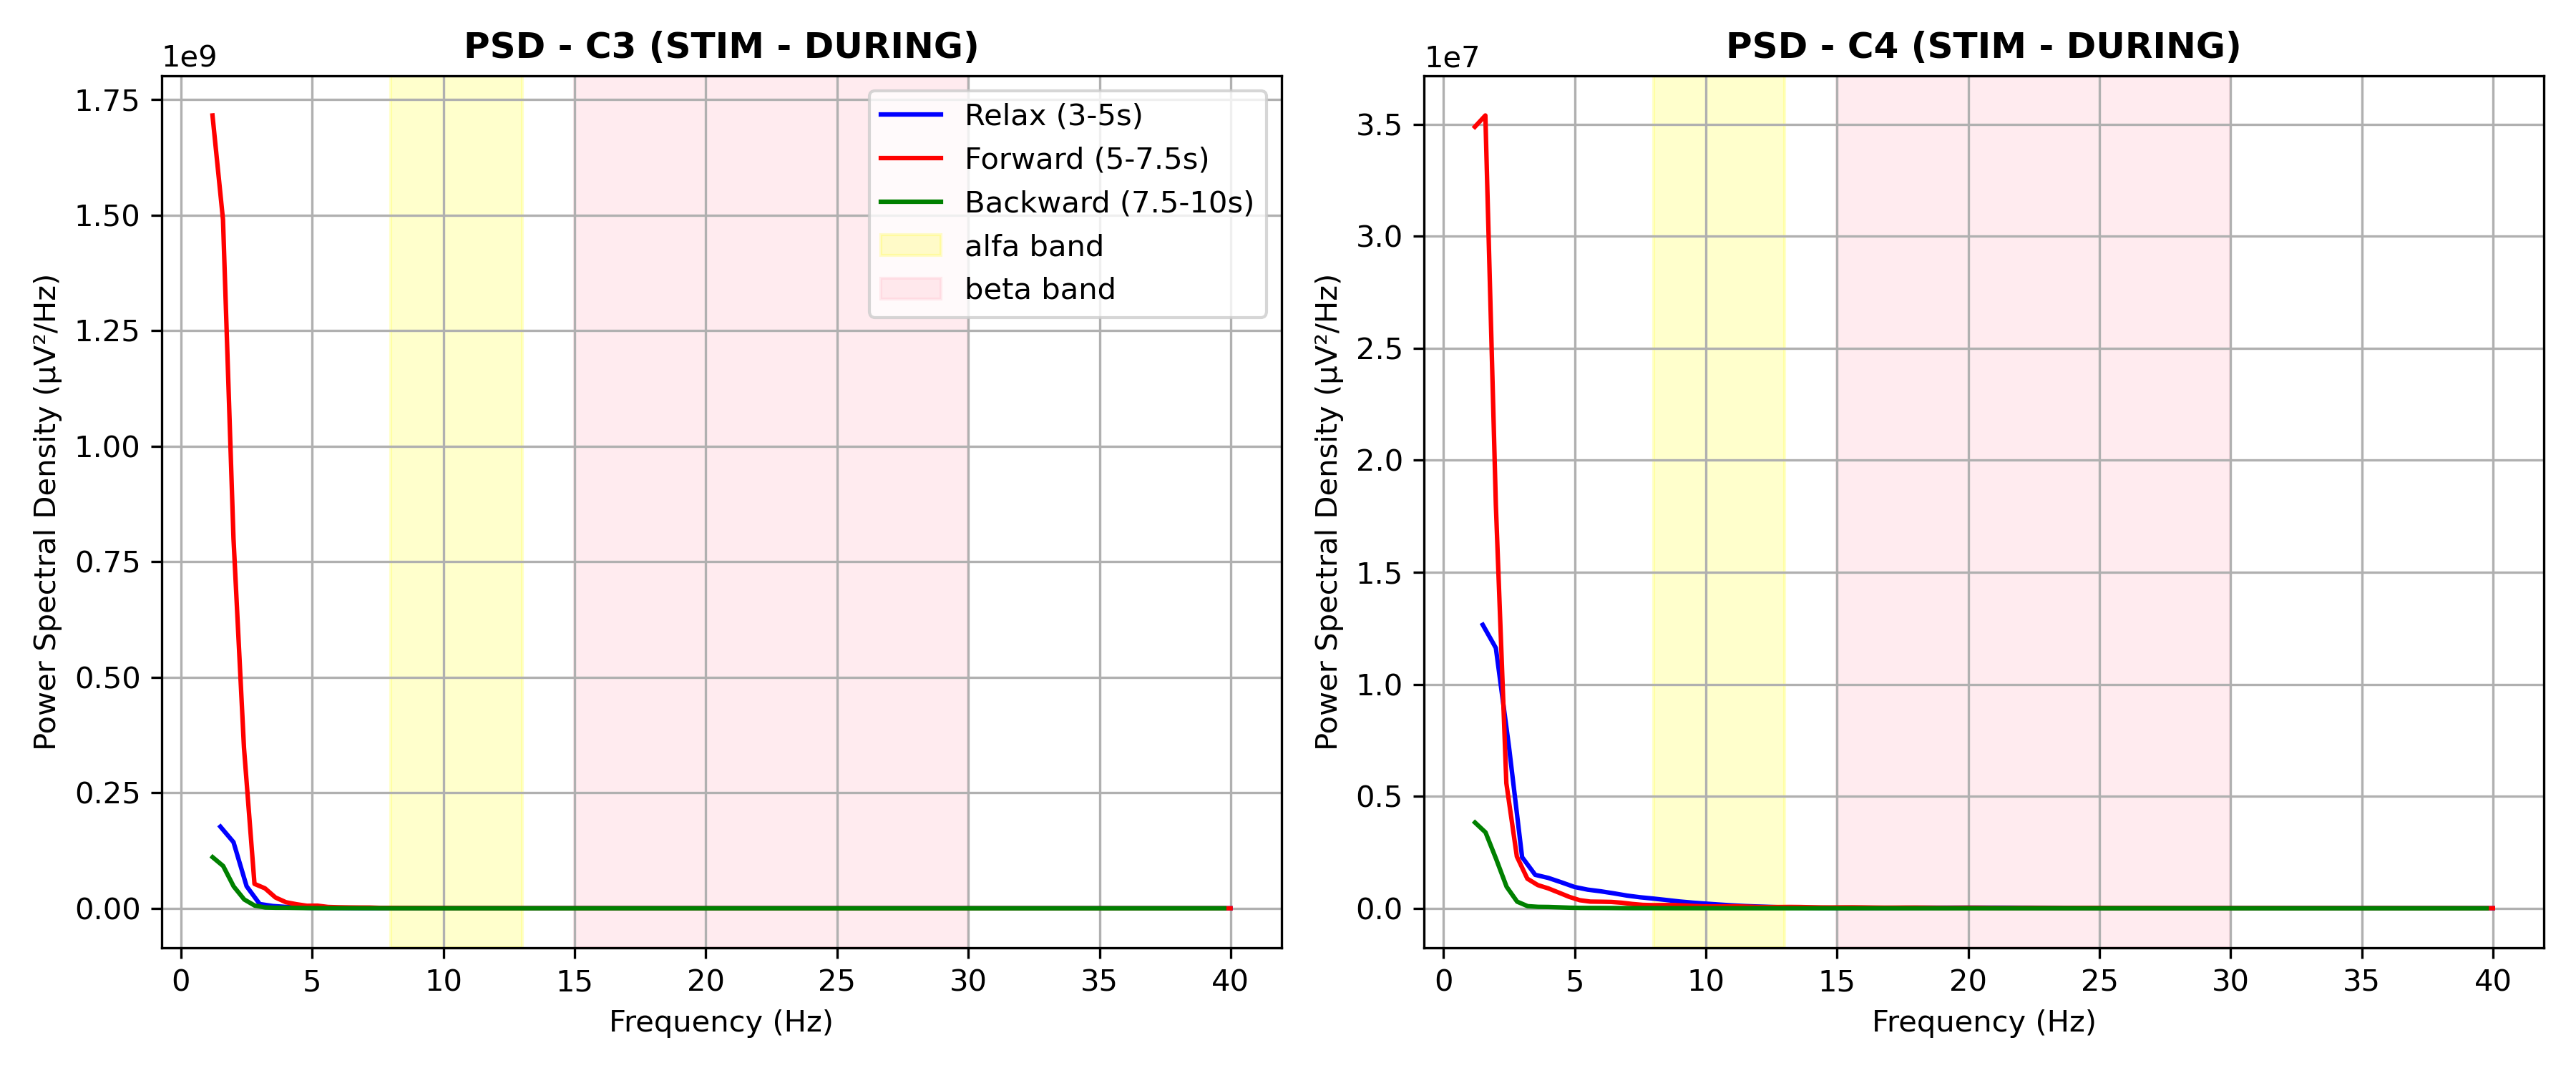 PSD - C3 (STIM - DURING)
1e9
1.75
1.50
1.25
1.00
0.75
0.50
0.25
0.00
Power Spectral Density (µV²/Hz)
0 5 10 15 20 25 30 35 40
Frequency (Hz)
Relax (3-5s)
Forward (5-7.5s)
Backward (7.5-10s)
alfa band
beta band
PSD - C4 (STIM - DURING)
1e7
3.5
3.0
2.5
2.0
1.5
1.0
0.5
0.0
Power Spectral Density (µV²/Hz)
0 5 10 15 20 25 30 35 40
Frequency (Hz)